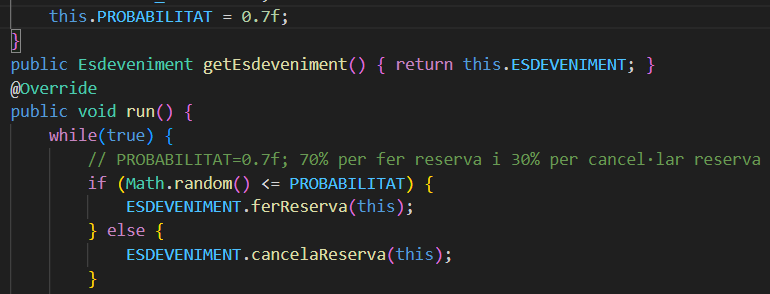 this.PROBABILITAT = 0.7f;
}
public Esdeveniment getEsdeveniment() { return this.ESDEVENIMENT; }
@Override
public void run() {
while(true) {
// PROBABILITAT=0.7f; 70% per fer reserva i 30% per cancel·lar reserva
if (Math.random() <= PROBABILITAT) {
ESDEVENIMENT.ferReserva(this);
} else {
ESDEVENIMENT.cancelaReserva(this);
}